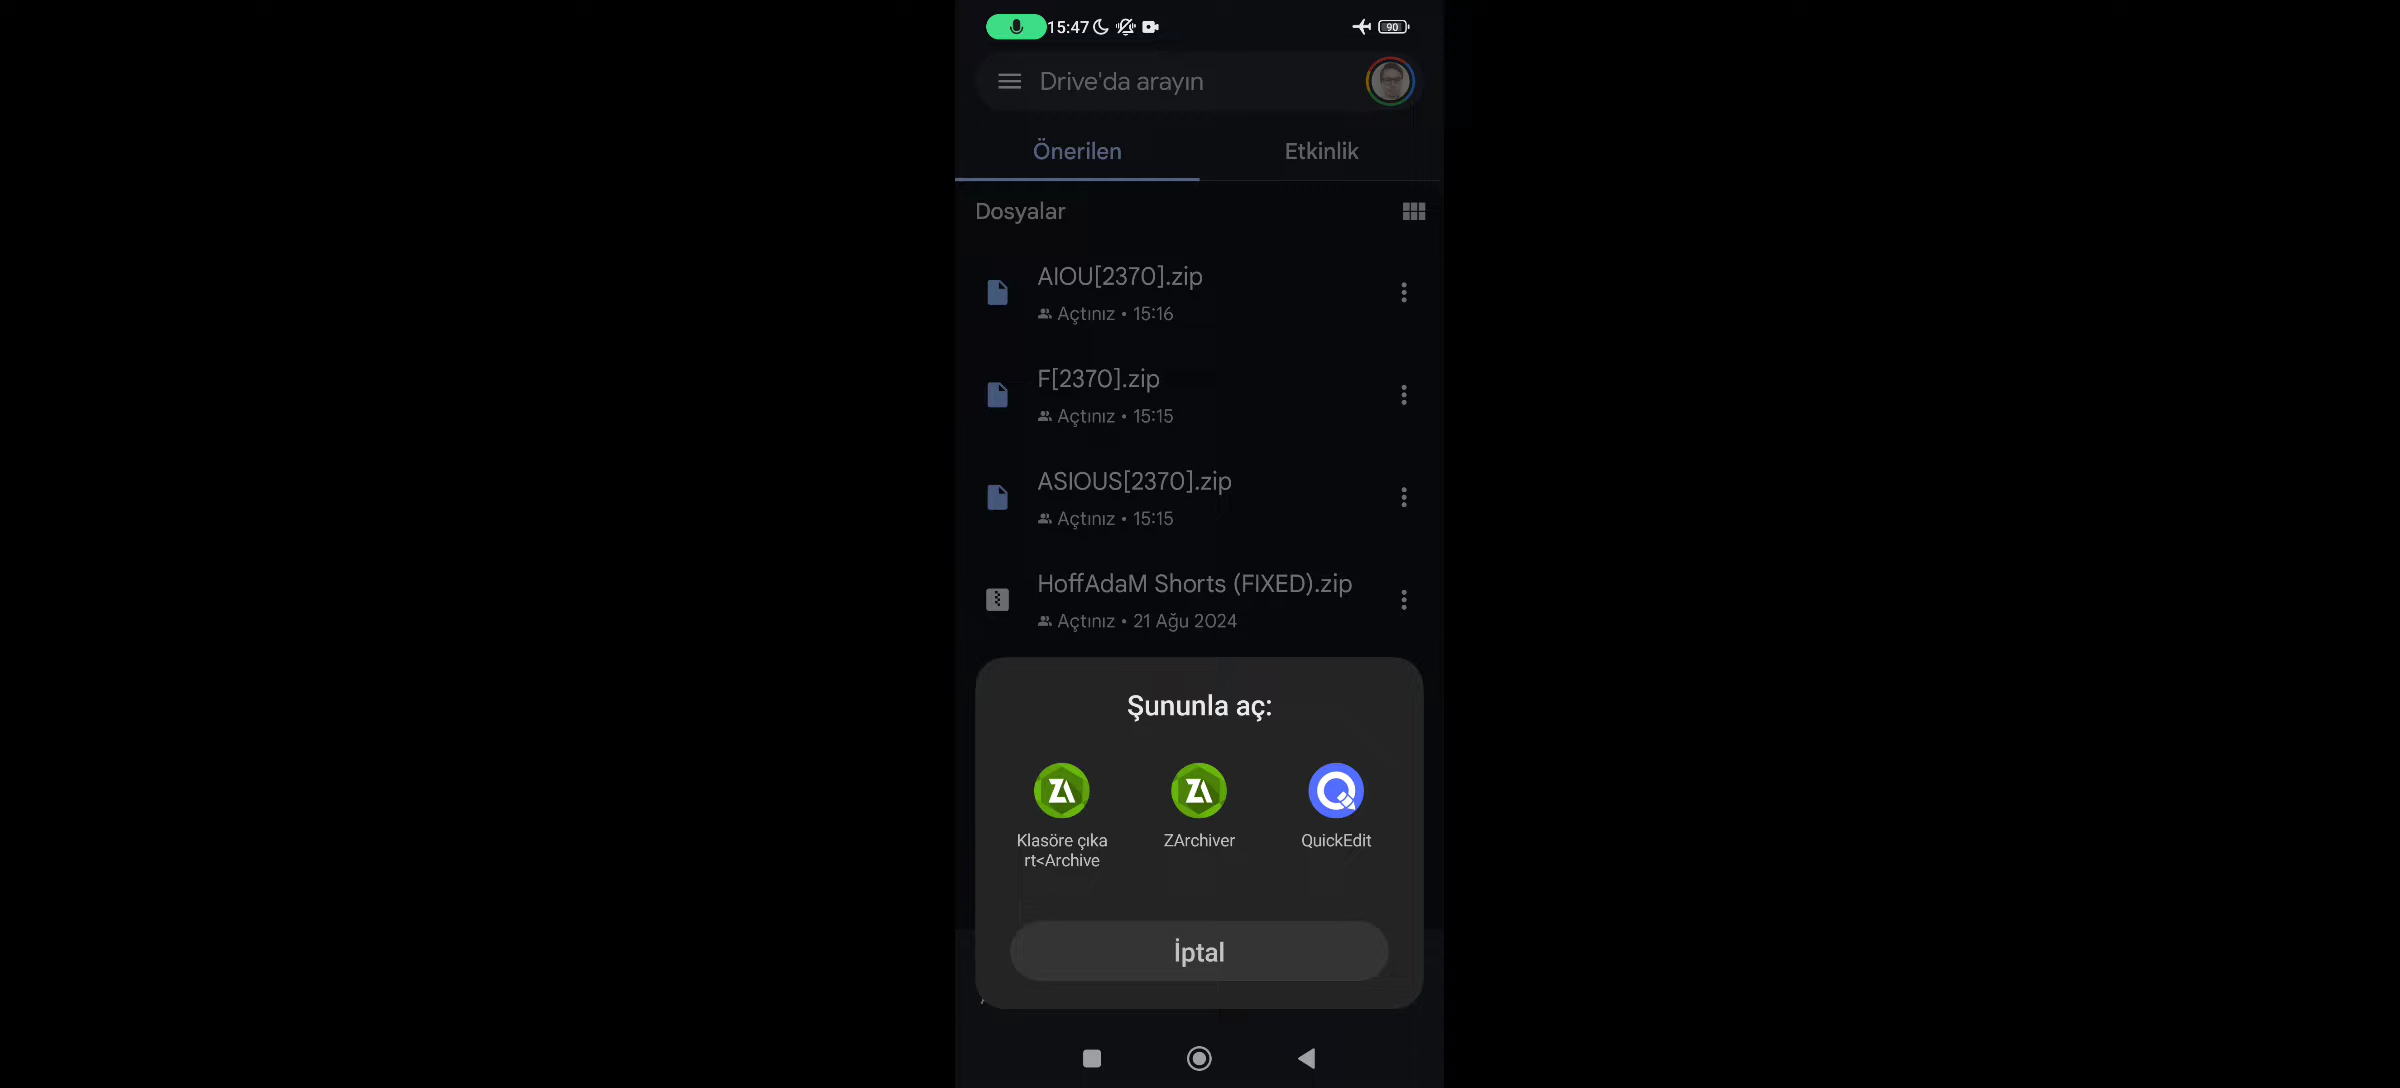 15:47
90
Drive'da arayın
Önerilen
Etkinlik
Dosyalar
AIOU[2370].zip
Açtınız • 15:16
F[2370].zip
Açtınız • 15:15
ASIOUS[2370].zip
Açtınız • 15:15
HoffAdaM Shorts (FIXED).zip
Açtınız • 21 Ağu 2024
Şununla aç:
Klasöre çıka
rt<Archive
ZArchiver
QuickEdit
İptal